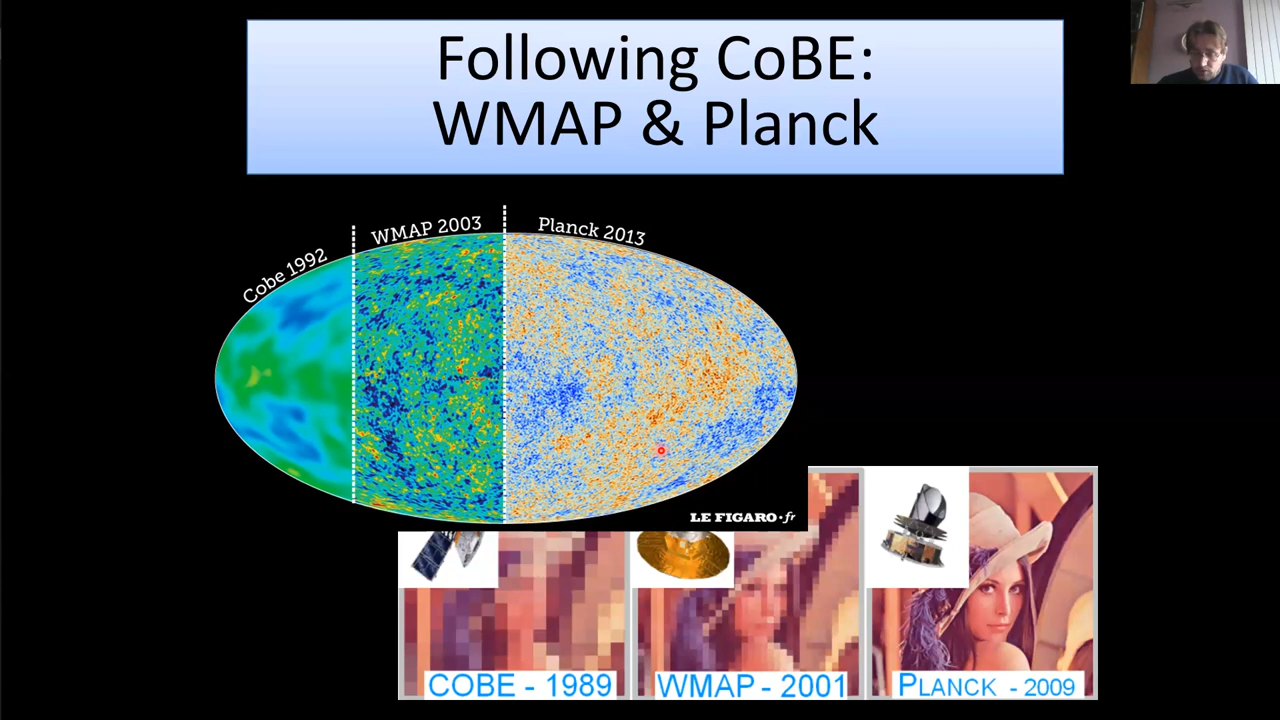 Following CoBE:
WMAP & Planck
Cobe 1992
WMAP 2003
Planck 2013
LE FIGARO·fr
COBE - 1989
WMAP - 2001
PLANCK - 2009